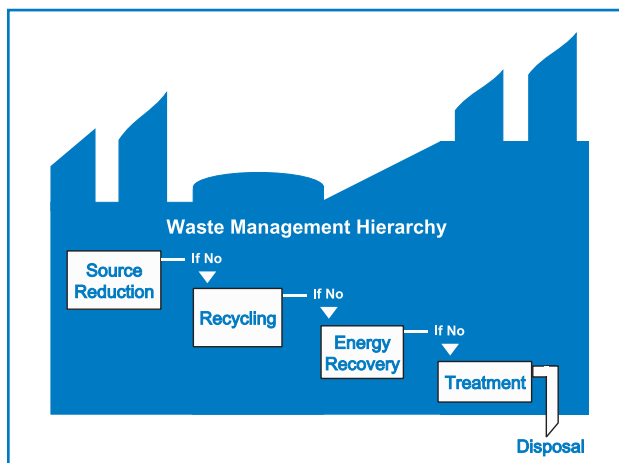 Waste Management Hierarchy
Source
Reduction
If No
Recycling
If No
Energy
Recovery
If No
Treatment
Disposal